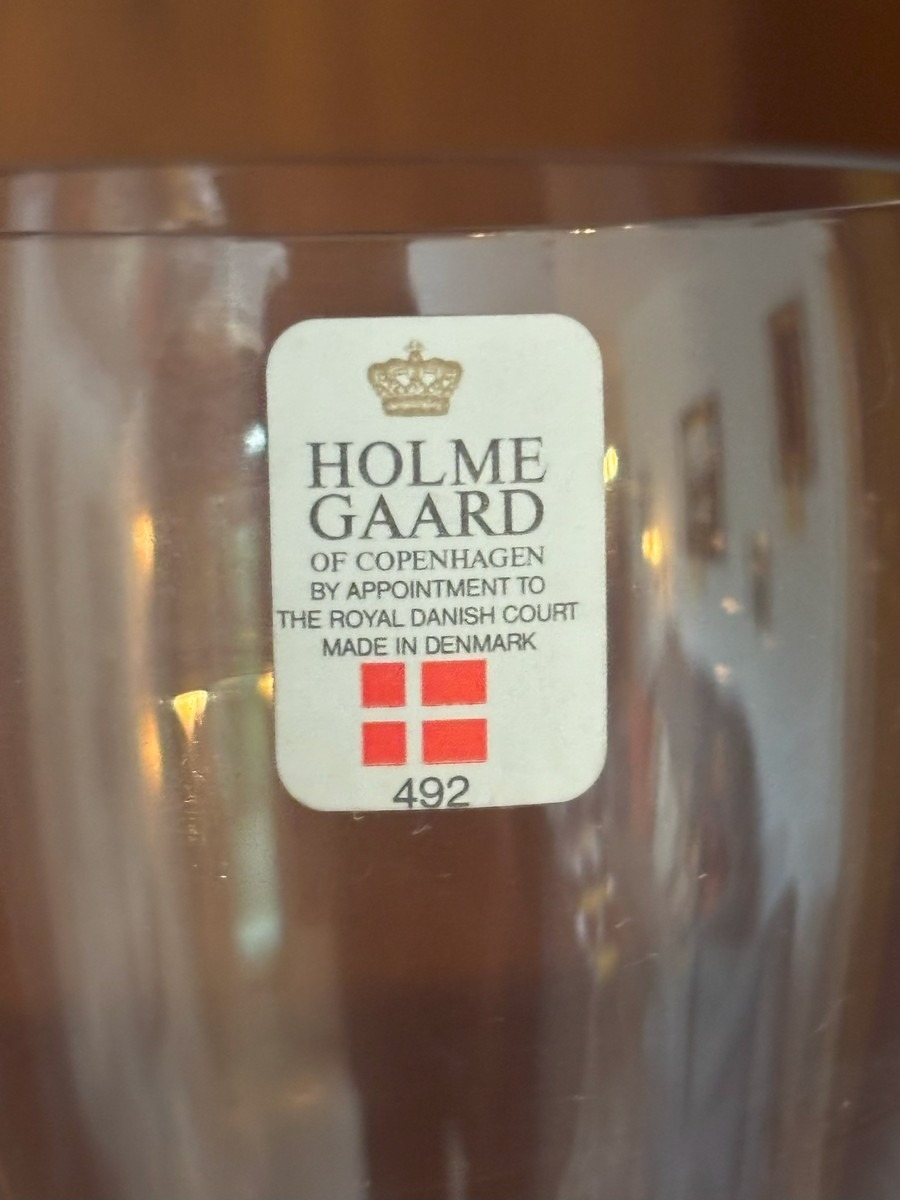 HOLME
GAARD
OF COPENHAGEN
BY APPOINTMENT TO
THE ROYAL DANISH COURT
MADE IN DENMARK
492